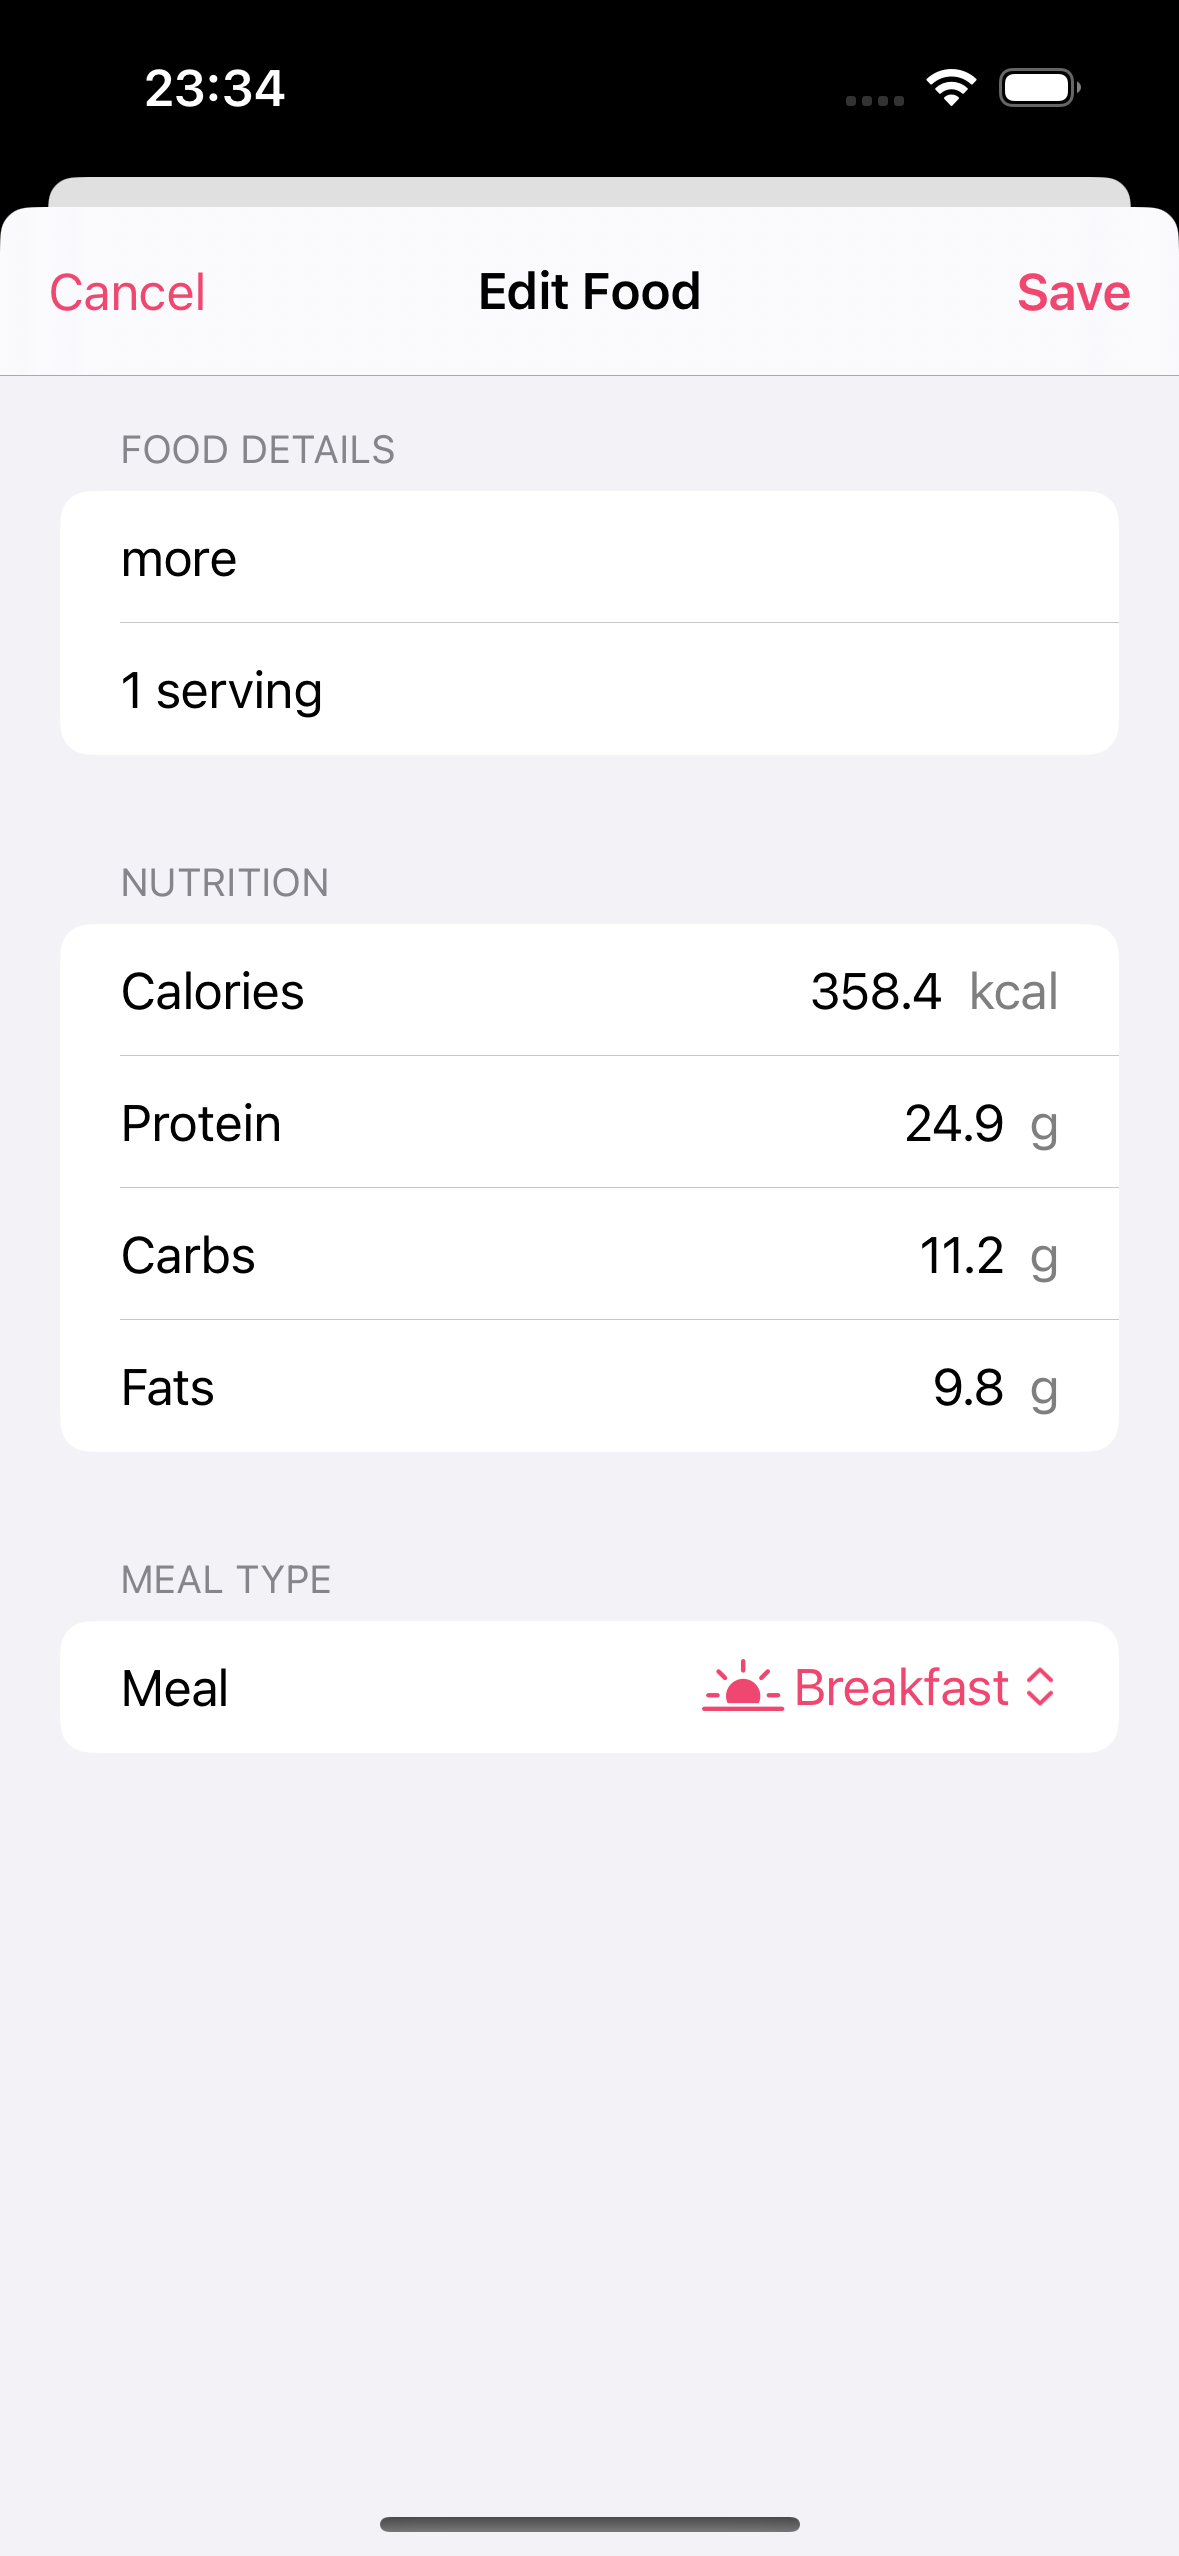 23:34
Cancel Edit Food Save
FOOD DETAILS
more
1 serving
NUTRITION
Calories 358.4 kcal
Protein 24.9 g
Carbs 11.2 g
Fats 9.8 g
MEAL TYPE
Meal Breakfast